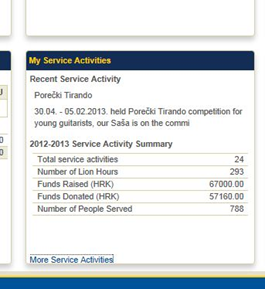 My Service Activities
Recent Service Activity
Porečki Tirando
30.04. - 05.02.2013. held Porečki Tirando competition for
young guitarists, our Saša is on the commi
2012-2013 Service Activity Summary
Total service activities 24
Number of Lion Hours 293
Funds Raised (HRK) 67000.00
Funds Donated (HRK) 57160.00
Number of People Served 788
More Service Activities